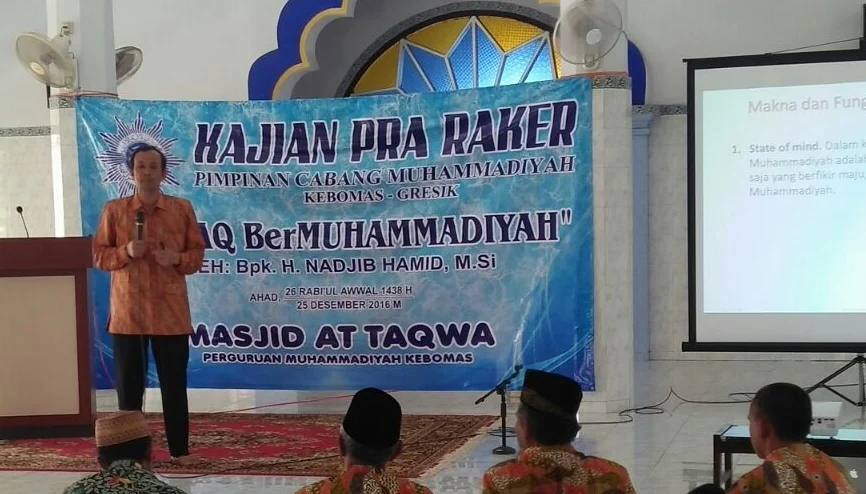 KAJIAN PRA RAKER
PIMPINAN CABANG MUHAMMADIYAH
KEBOMAS - GRESIK
AQ BerMUHAMMADIYAH"
EH: Bpk. H. NADJIB HAMID, M.Si
AHAD, 26 RABI'UL AWWAL 1438 H
25 DESEMBER 2016 M
MASJID AT TAQWA
PERGURUAN MUHAMMADIYAH KEBOMAS
Makna dan Fung
1. State of mind. Dalam k
Muhammadiyah adalah
saja yang berfikir maju,
Muhammadiyah.